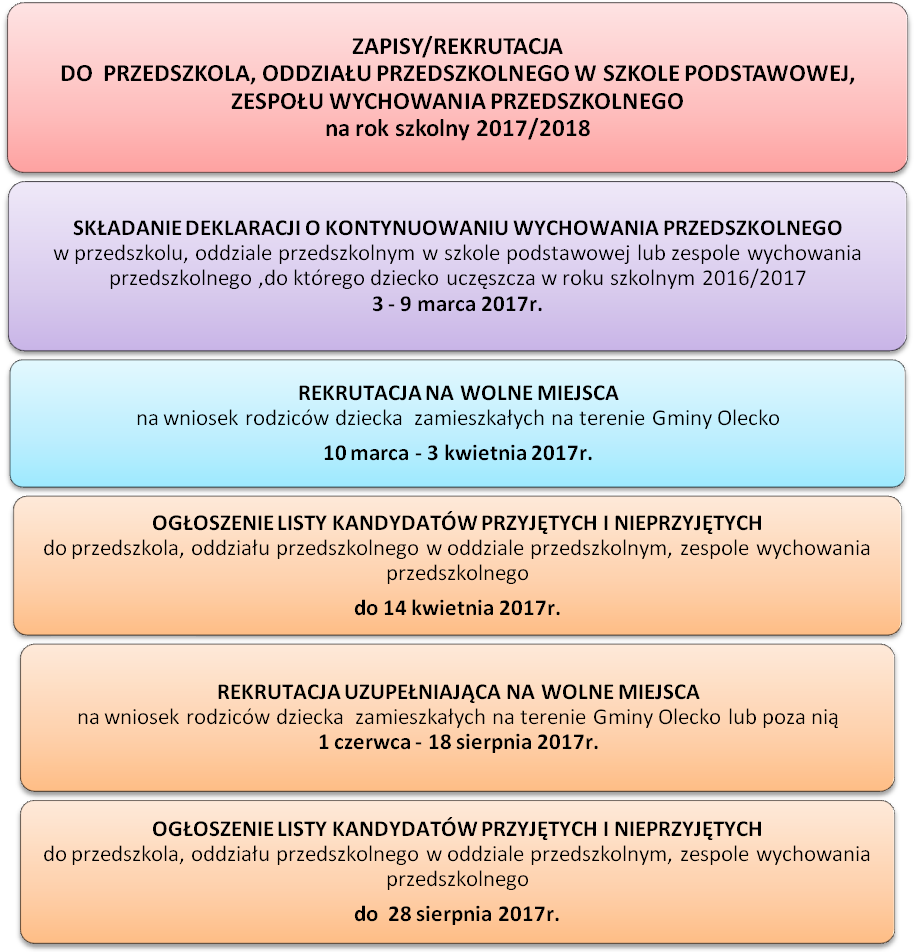 ZAPISY/REKRUTACJA
DO PRZEDSZKOLA, ODDZIAŁU PRZEDSZKOLNEGO W SZKOLE PODSTAWOWEJ,
ZESPOŁU WYCHOWANIA PRZEDSZKOLNEGO
na rok szkolny 2017/2018
SKŁADANIE DEKLARACJI O KONTYNUOWANIU WYCHOWANIA PRZEDSZKOLNEGO
w przedszkolu, oddziale przedszkolnym w szkole podstawowej lub zespole wychowania
przedszkolnego ,do którego dziecko uczęszcza w roku szkolnym 2016/2017
3 - 9 marca 2017r.
REKRUTACJA NA WOLNE MIEJSCA
na wniosek rodziców dziecka zamieszkałych na terenie Gminy Olecko
10 marca - 3 kwietnia 2017r.
OGŁOSZENIE LISTY KANDYDATÓW PRZYJĘTYCH I NIEPRZYJĘTYCH
do przedszkola, oddziału przedszkolnego w oddziale przedszkolnym, zespole wychowania
przedszkolnego
do 14 kwietnia 2017r.
REKRUTACJA UZUPEŁNIAJĄCA NA WOLNE MIEJSCA
na wniosek rodziców dziecka zamieszkałych na terenie Gminy Olecko lub poza nią
1 czerwca - 18 sierpnia 2017r.
OGŁOSZENIE LISTY KANDYDATÓW PRZYJĘTYCH I NIEPRZYJĘTYCH
do przedszkola, oddziału przedszkolnego w oddziale przedszkolnym, zespole wychowania
przedszkolnego
do 28 sierpnia 2017r.